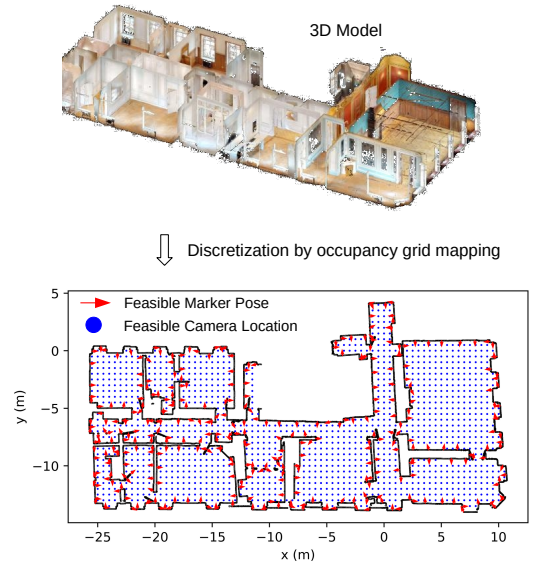 3D Model
Discretization by occupancy grid mapping
Feasible Marker Pose
Feasible Camera Location
5
0
−5
−10
y (m)
−25 −20 −15 −10 −5 0 5 10
x (m)